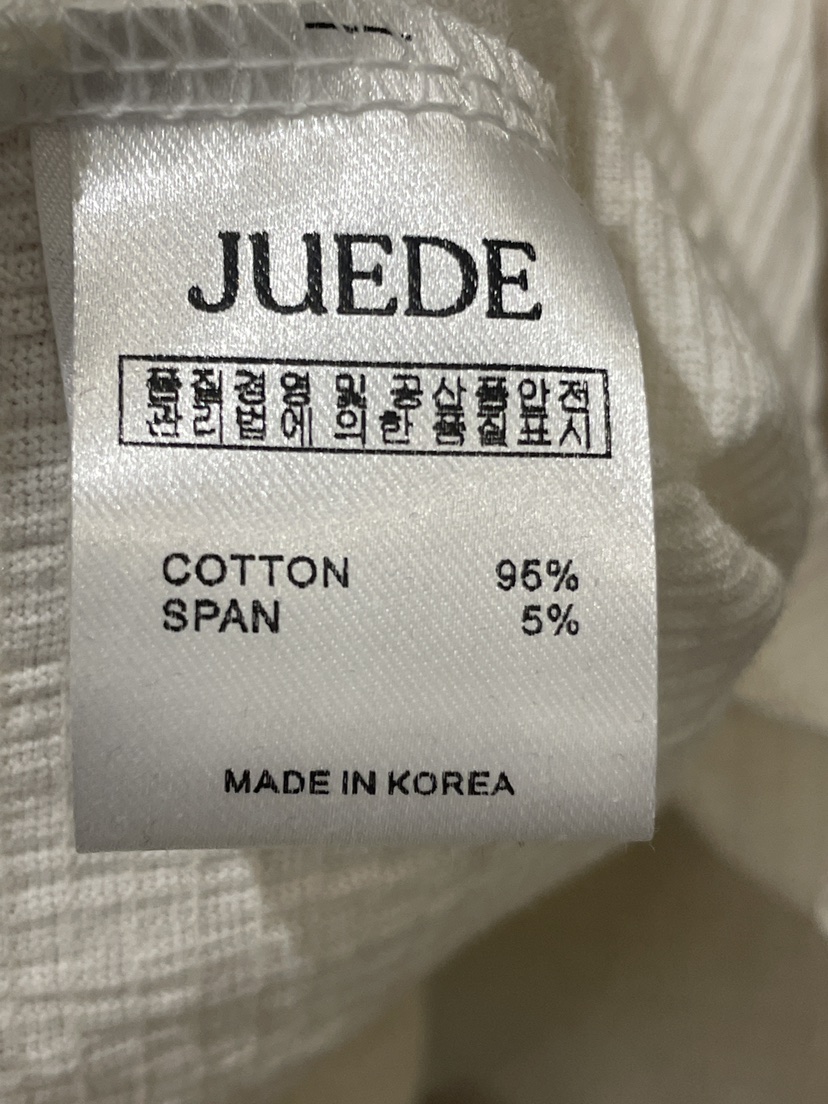 JUEDE
품질경영 및 공산품안전
관리법에 의한 품질표시
COTTON 95%
SPAN 5%
MADE IN KOREA